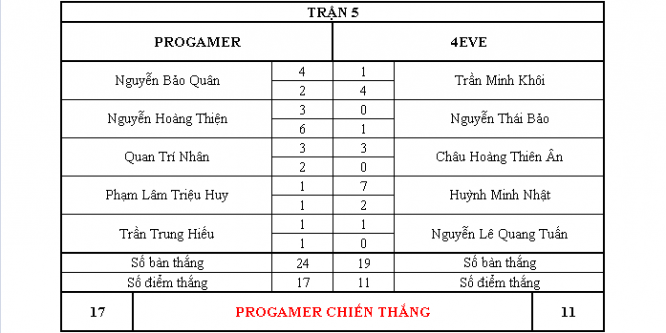 TRẬN 5
PROGAMER 4EVE
Nguyễn Bảo Quân 4 1 Trần Minh Khôi
2 4
Nguyễn Hoàng Thiện 3 0 Nguyễn Thái Bảo
6 1
Quan Trí Nhân 3 3 Châu Hoàng Thiên Ân
2 0
Phạm Lâm Triệu Huy 1 7 Huỳnh Minh Nhật
1 2
Trần Trung Hiếu 1 1 Nguyễn Lê Quang Tuấn
1 0
Số bàn thắng 24 19 Số bàn thắng
Số điểm thắng 17 11 Số điểm thắng
17 PROGAMER CHIẾN THẮNG 11